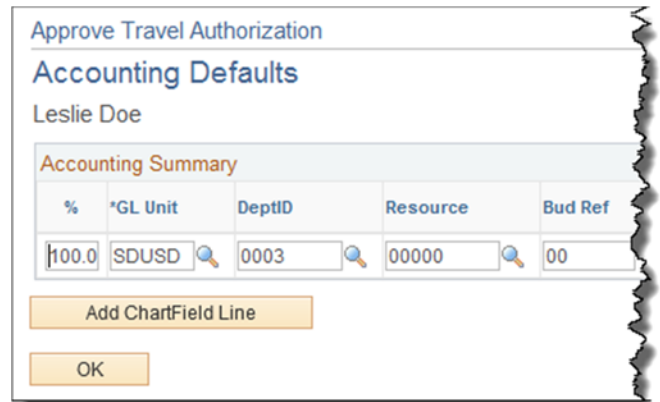 Approve Travel Authorization
Accounting Defaults
Leslie Doe
Accounting Summary
% *GL Unit DeptID Resource Bud Ref
100.0 SDUSD 0003 00000 00
Add ChartField Line
OK